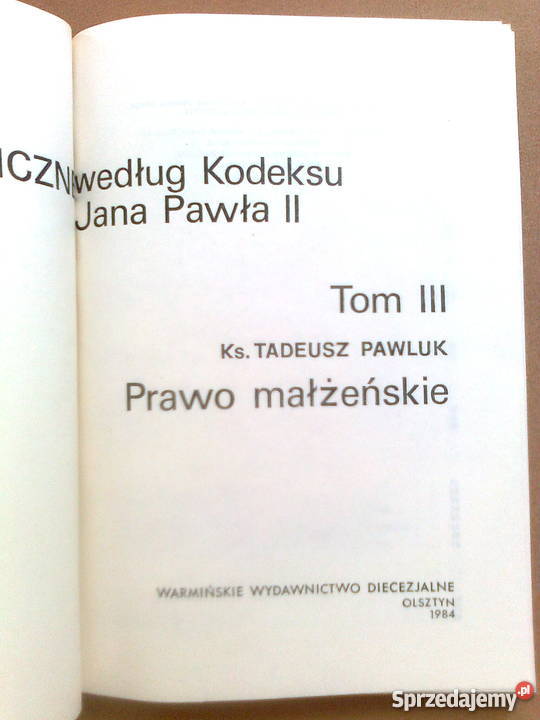 ICZNE według Kodeksu
Jana Pawła II
Tom III
Ks. TADEUSZ PAWLUK
Prawo małżeńskie
WARMIŃSKIE WYDAWNICTWO DIECEZJALNE
OLSZTYN
1984
Sprzedajemy.pl